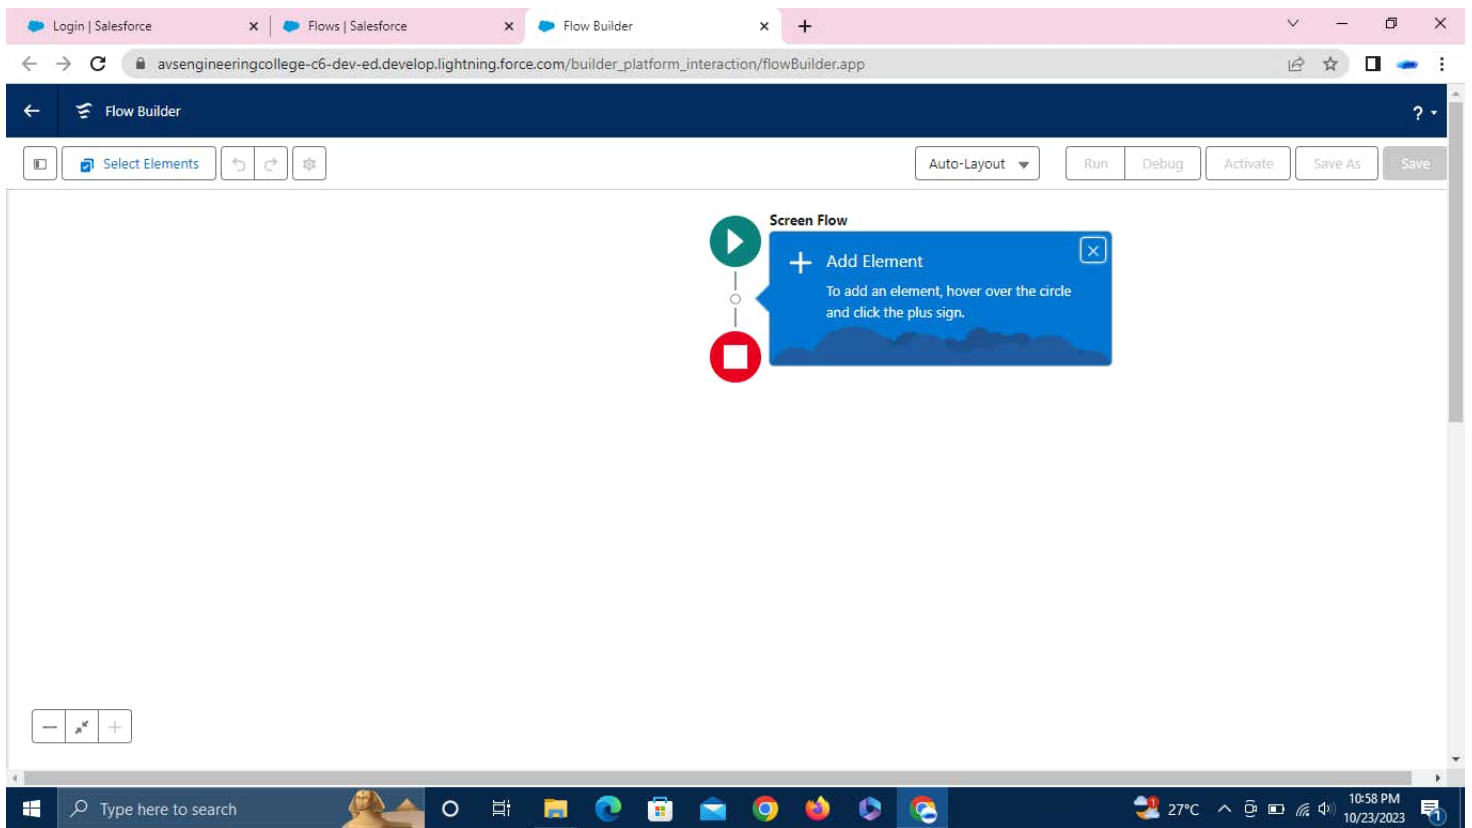 Login | Salesforce
Flows | Salesforce
Flow Builder
avsengineeringcollege-c6-dev-ed.develop.lightning.force.com/builder_platform_interaction/flowBuilder.app
Flow Builder
?
Select Elements
Auto-Layout
Run
Debug
Activate
Save As
Save
Screen Flow
Add Element
To add an element, hover over the circle
and click the plus sign.
Type here to search
1
27°C
10:58 PM
10/23/2023
1